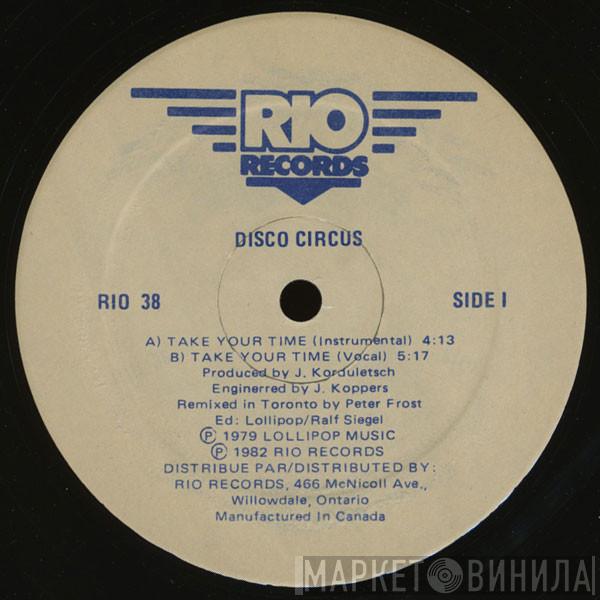 RIO
RECORDS
DISCO CIRCUS
RIO 38
SIDE I
A) TAKE YOUR TIME (Instrumental) 4:13
B) TAKE YOUR TIME (Vocal) 5:17
Produced by J. Korduletsch
Enginerred by J. Koppers
Remixed in Toronto by Peter Frost
Ed: Lollipop/Ralf Siegel
Ⓟ 1979 LOLLIPOP MUSIC
Ⓟ 1982 RIO RECORDS
DISTRIBUE PAR/DISTRIBUTED BY:
RIO RECORDS, 466 McNicoll Ave.,
Willowdale, Ontario
Manufactured In Canada
МАРКЕТ ВИНИЛА